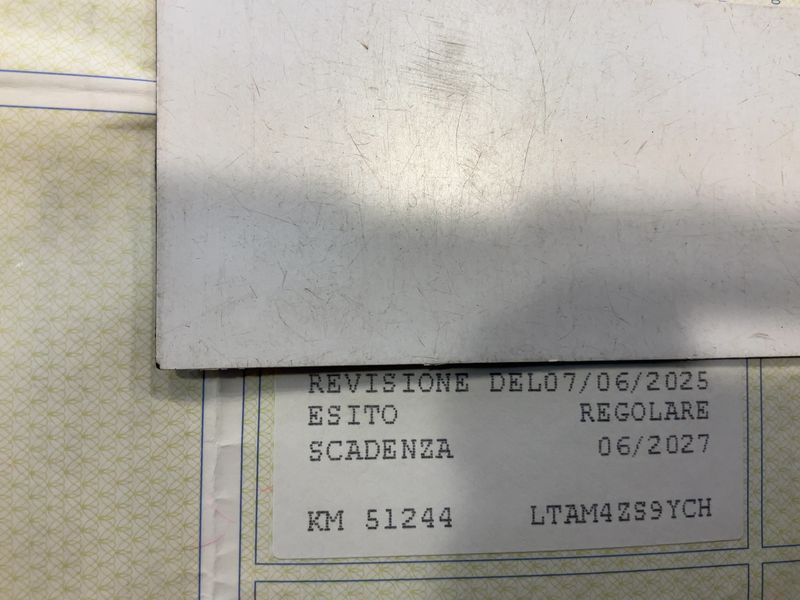 REVISIONE DEL07/06/2025
ESITO REGOLARE
SCADENZA 06/2027
KM 51244 LTAM4ZS9YCH